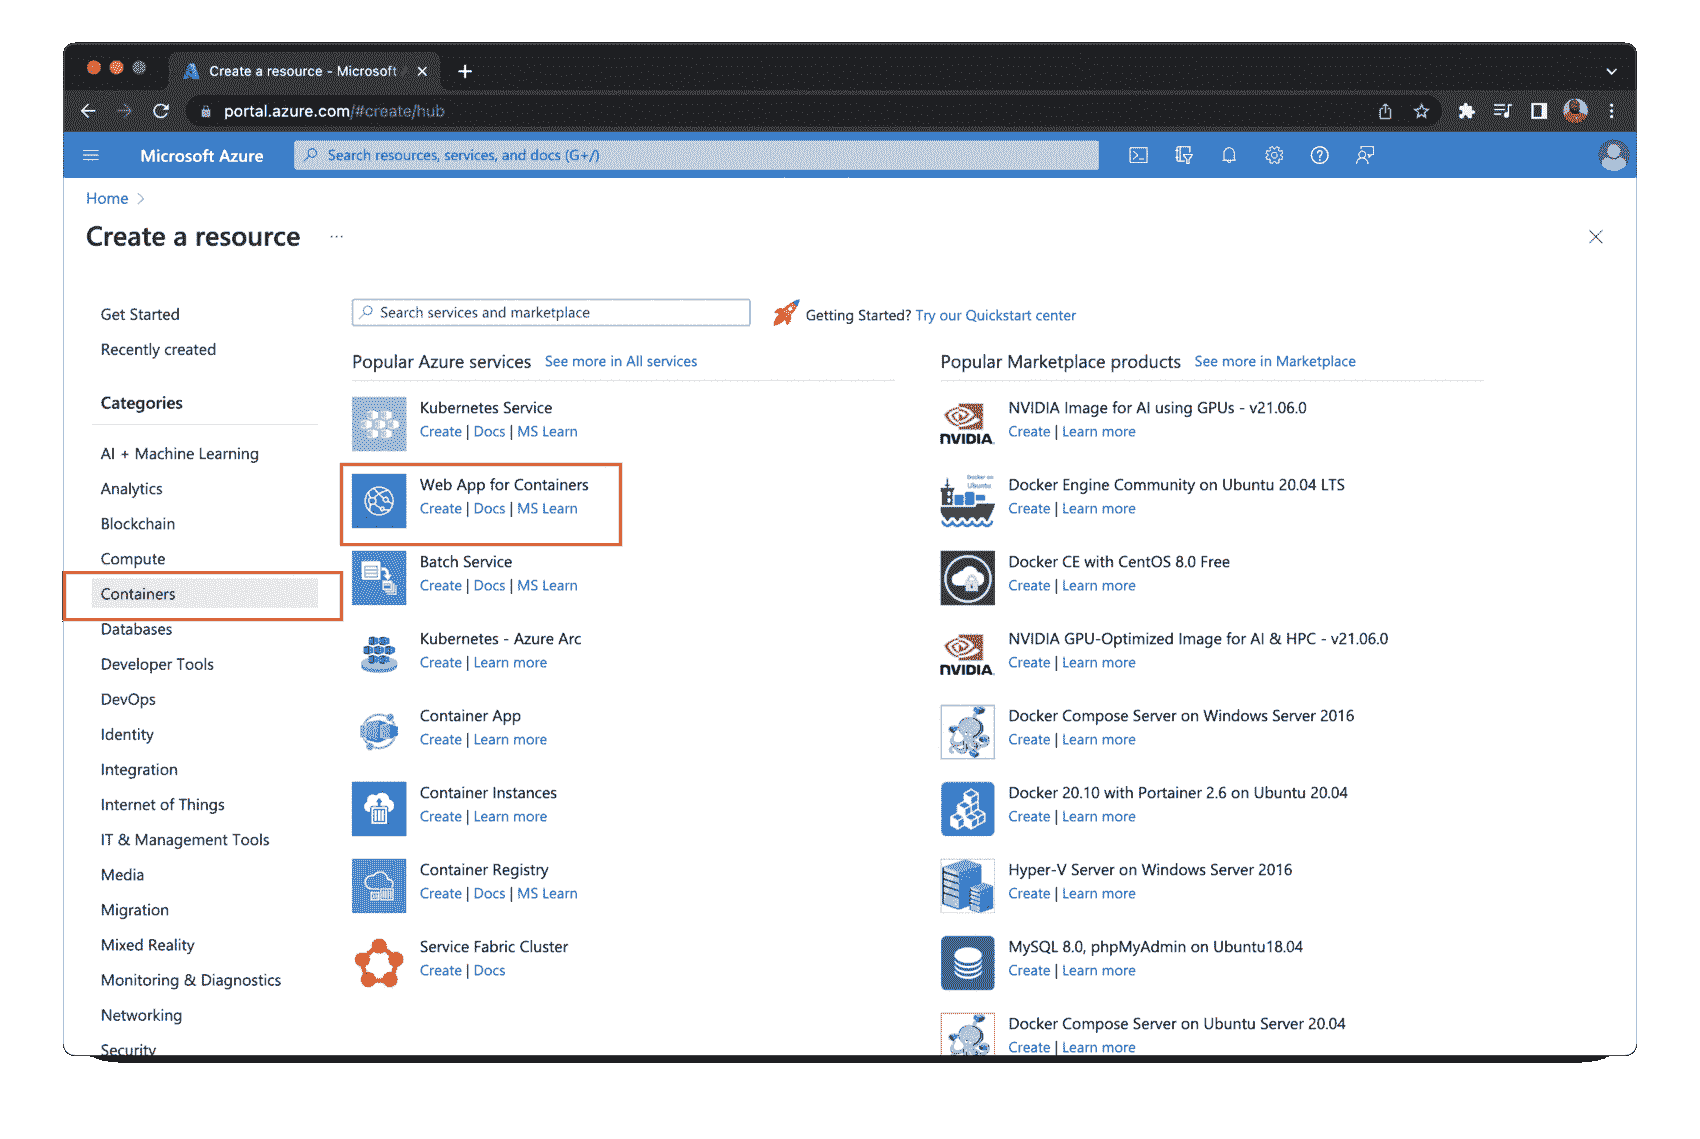 Create a resource - Microsoft
portal.azure.com/#create/hub
Microsoft Azure
Search resources, services, and docs (G+/)
Home
Create a resource
...
Get Started
Recently created
Categories
AI + Machine Learning
Analytics
Blockchain
Compute
Containers
Databases
Developer Tools
DevOps
Identity
Integration
Internet of Things
IT & Management Tools
Media
Migration
Mixed Reality
Monitoring & Diagnostics
Networking
Security
Search services and marketplace
Getting Started? Try our Quickstart center
Popular Azure services See more in All services
Kubernetes Service
Create | Docs | MS Learn
Web App for Containers
Create | Docs | MS Learn
Batch Service
Create | Docs | MS Learn
Kubernetes - Azure Arc
Create | Learn more
Container App
Create | Learn more
Container Instances
Create | Learn more
Container Registry
Create | Docs | MS Learn
Service Fabric Cluster
Create | Docs
Popular Marketplace products See more in Marketplace
NVIDIA
NVIDIA Image for AI using GPUs - v21.06.0
Create | Learn more
Docker on
Ubuntu
Docker Engine Community on Ubuntu 20.04 LTS
Create | Learn more
Docker CE with CentOS 8.0 Free
Create | Learn more
NVIDIA
NVIDIA GPU-Optimized Image for AI & HPC - v21.06.0
Create | Learn more
Docker Compose Server on Windows Server 2016
Create | Learn more
Docker 20.10 with Portainer 2.6 on Ubuntu 20.04
Create | Learn more
Hyper-V Server on Windows Server 2016
Create | Learn more
MySQL 8.0, phpMyAdmin on Ubuntu18.04
Create | Learn more
Docker Compose Server on Ubuntu Server 20.04
Create | Learn more